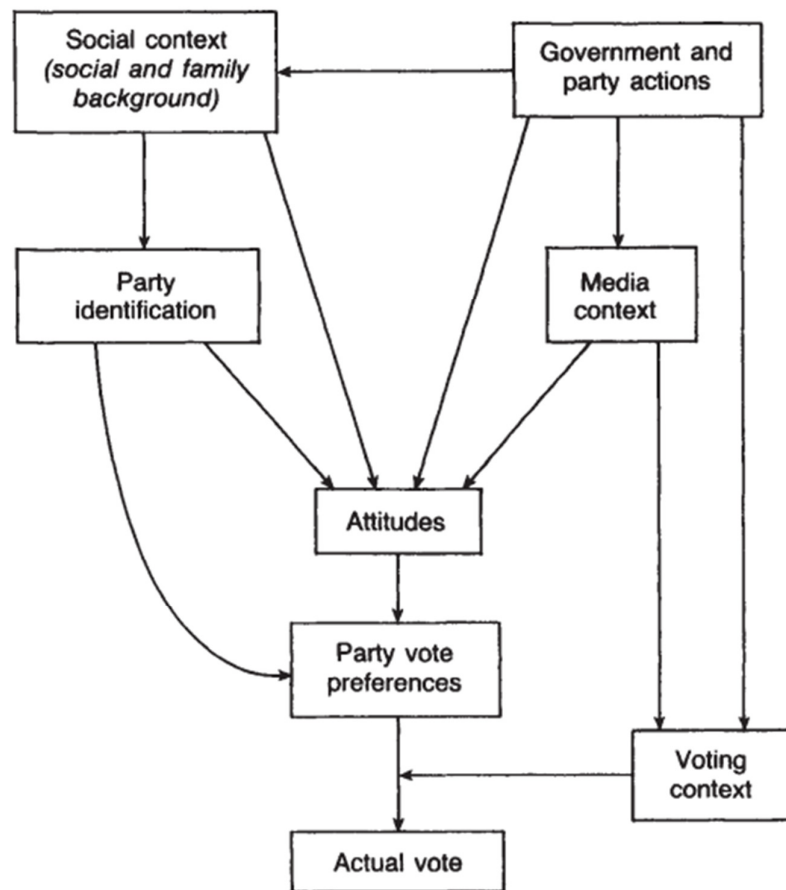 Social context
(social and family
background)
Government and
party actions
Party
identification
Media
context
Attitudes
Party vote
preferences
Voting
context
Actual vote